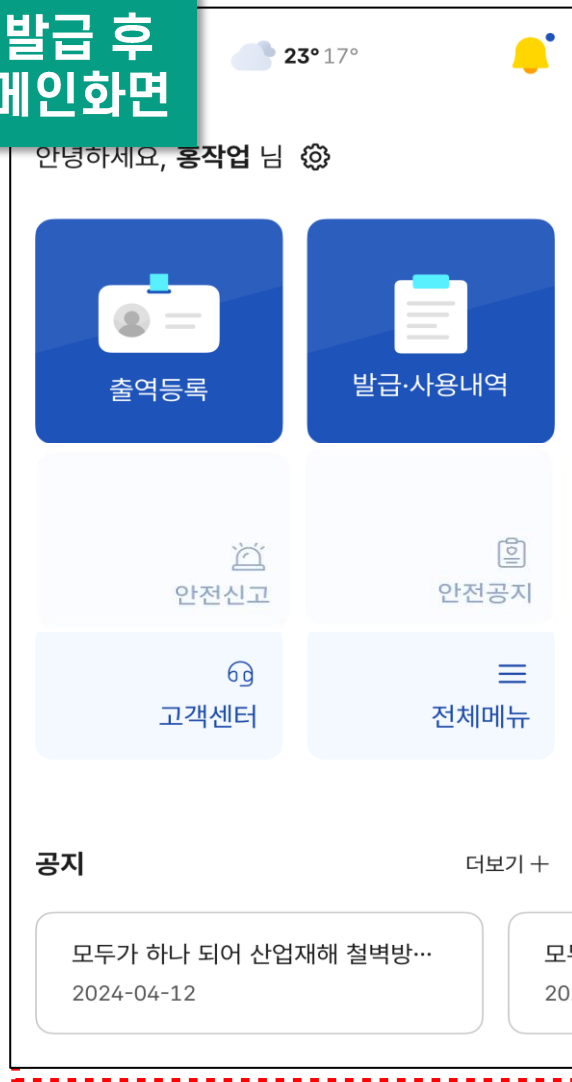 발급 후
메인화면
23° 17°
안녕하세요, 홍작업 님
출역등록
발급·사용내역
안전신고
안전공지
고객센터
전체메뉴
공지
더보기 +
모두가 하나 되어 산업재해 철벽방…
2024-04-12
20